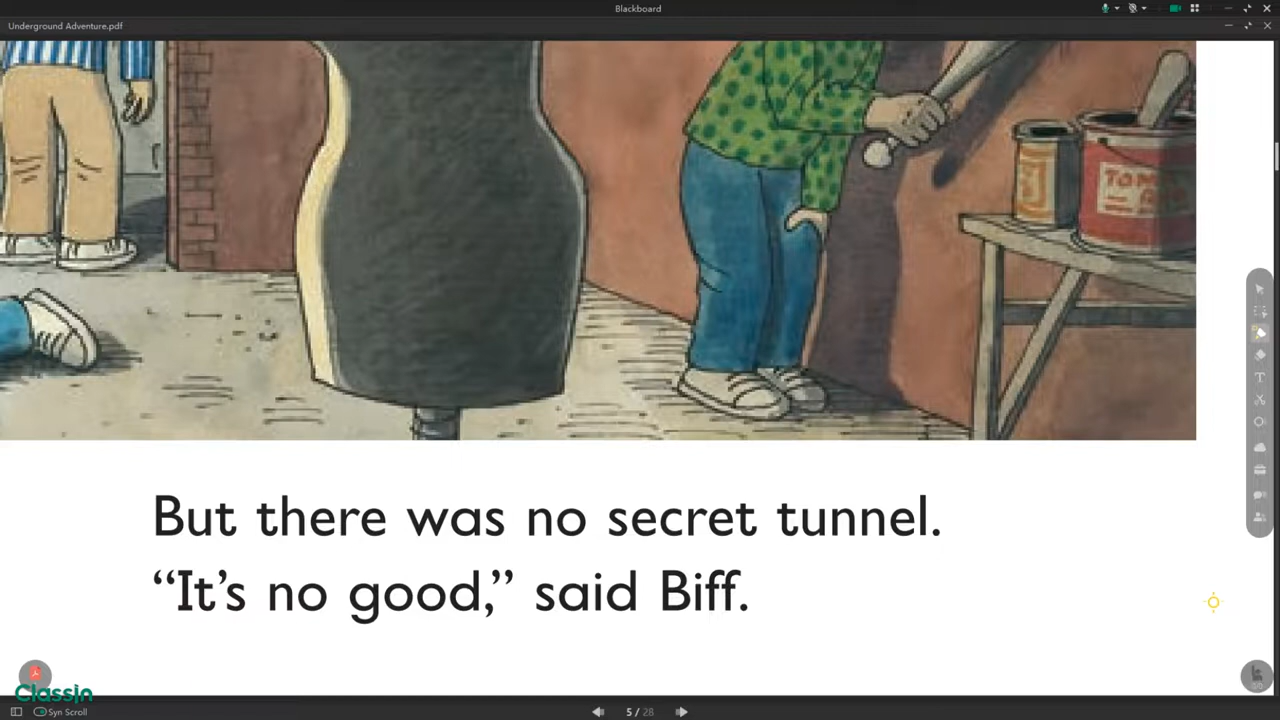 Blackboard
Underground Adventure.pdf
But there was no secret tunnel.
“It’s no good,” said Biff.
ClassIn
Syn Scroll
5 / 28